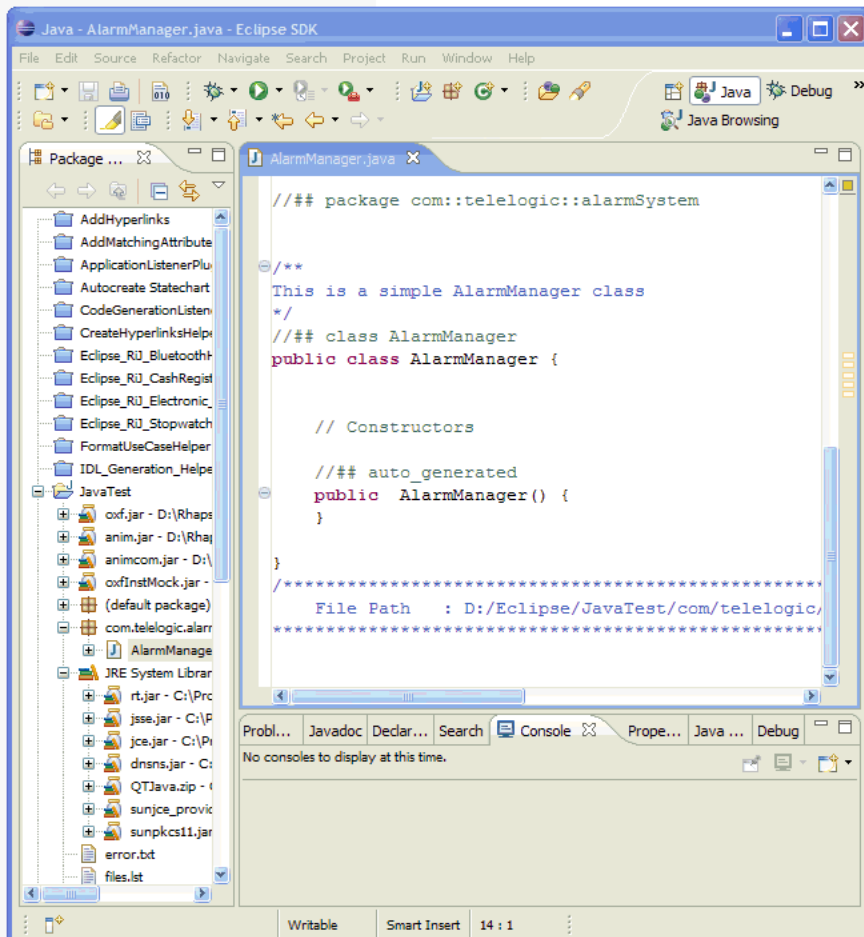 Java - AlarmManager.java - Eclipse SDK
File Edit Source Refactor Navigate Search Project Run Window Help
Java Debug »
Java Browsing
Package ...
AddHyperlinks
AddMatchingAttribute
ApplicationListenerPlu
Autocreate Statechart
CodeGenerationListen
CreateHyperlinksHelpe
Eclipse_RiJ_BluetoothH
Eclipse_RiJ_CashRegist
Eclipse_RiJ_Electronic_
Eclipse_RiJ_Stopwatch
FormatUseCaseHelper
IDL_Generation_Helpe
JavaTest
oxf.jar - D:\Rhaps
anim.jar - D:\Rhap
animcom.jar - D:\
oxfInstMock.jar -
(default package)
com.telelogic.alarm
AlarmManage
JRE System Librar
rt.jar - C:\Pro
jsse.jar - C:\P
jce.jar - C:\Pr
dnsns.jar - C:
QTJava.zip - C
sunjce_provid
sunpkcs11.jar
error.txt
files.lst
AlarmManager.java
//## package com::telelogic::alarmSystem
/**
This is a simple AlarmManager class
*/
//## class AlarmManager
public class AlarmManager {
// Constructors
//## auto_generated
public  AlarmManager() {
}
}
/***************************************************
File Path   : D:/Eclipse/JavaTest/com/telelogic/
****************************************************
Probl... Javadoc Declar... Search Console Prope... Java ... Debug
No consoles to display at this time.
Writable Smart Insert 14 : 1